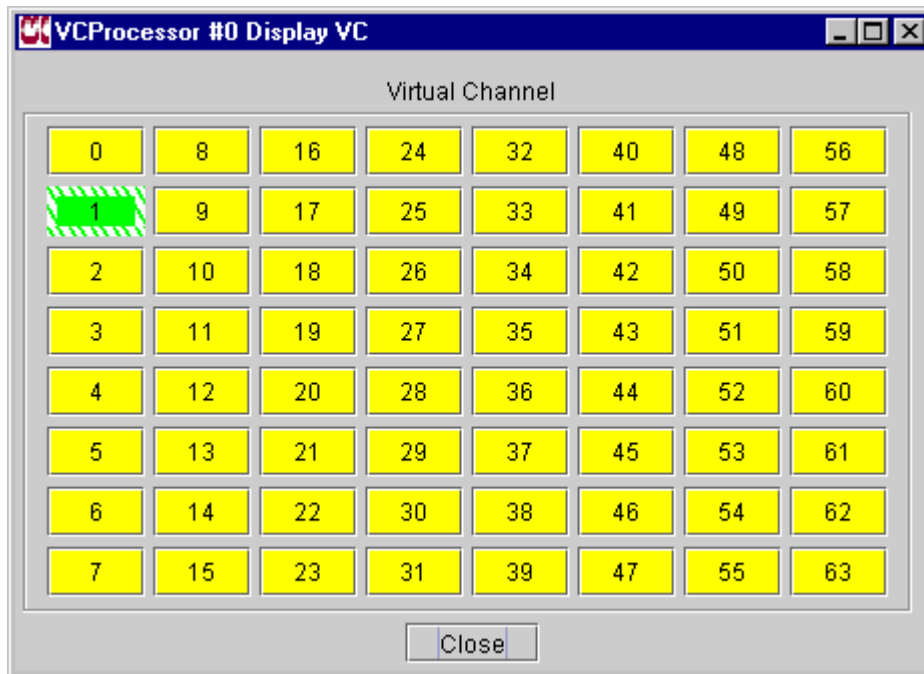 VCProcessor #0 Display VC
Virtual Channel
0 8 16 24 32 40 48 56
1 9 17 25 33 41 49 57
2 10 18 26 34 42 50 58
3 11 19 27 35 43 51 59
4 12 20 28 36 44 52 60
5 13 21 29 37 45 53 61
6 14 22 30 38 46 54 62
7 15 23 31 39 47 55 63
Close